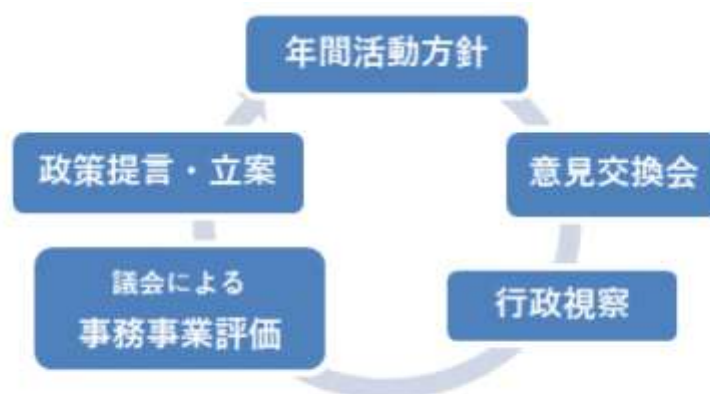 年間活動方針
意見交換会
行政視察
議会による
事務事業評価
政策提言・立案